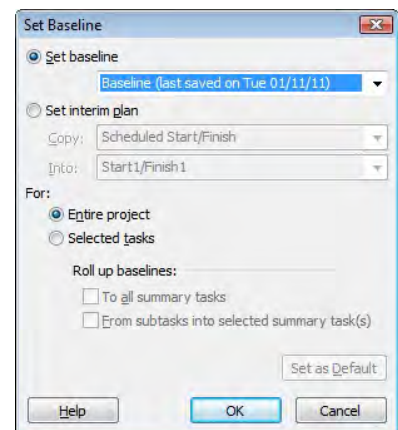 Set Baseline
Set baseline
Baseline (last saved on Tue 01/11/11)
Set interim plan
Copy: Scheduled Start/Finish
Into: Start1/Finish1
For:
Entire project
Selected tasks
Roll up baselines:
To all summary tasks
From subtasks into selected summary task(s)
Set as Default
Help OK Cancel